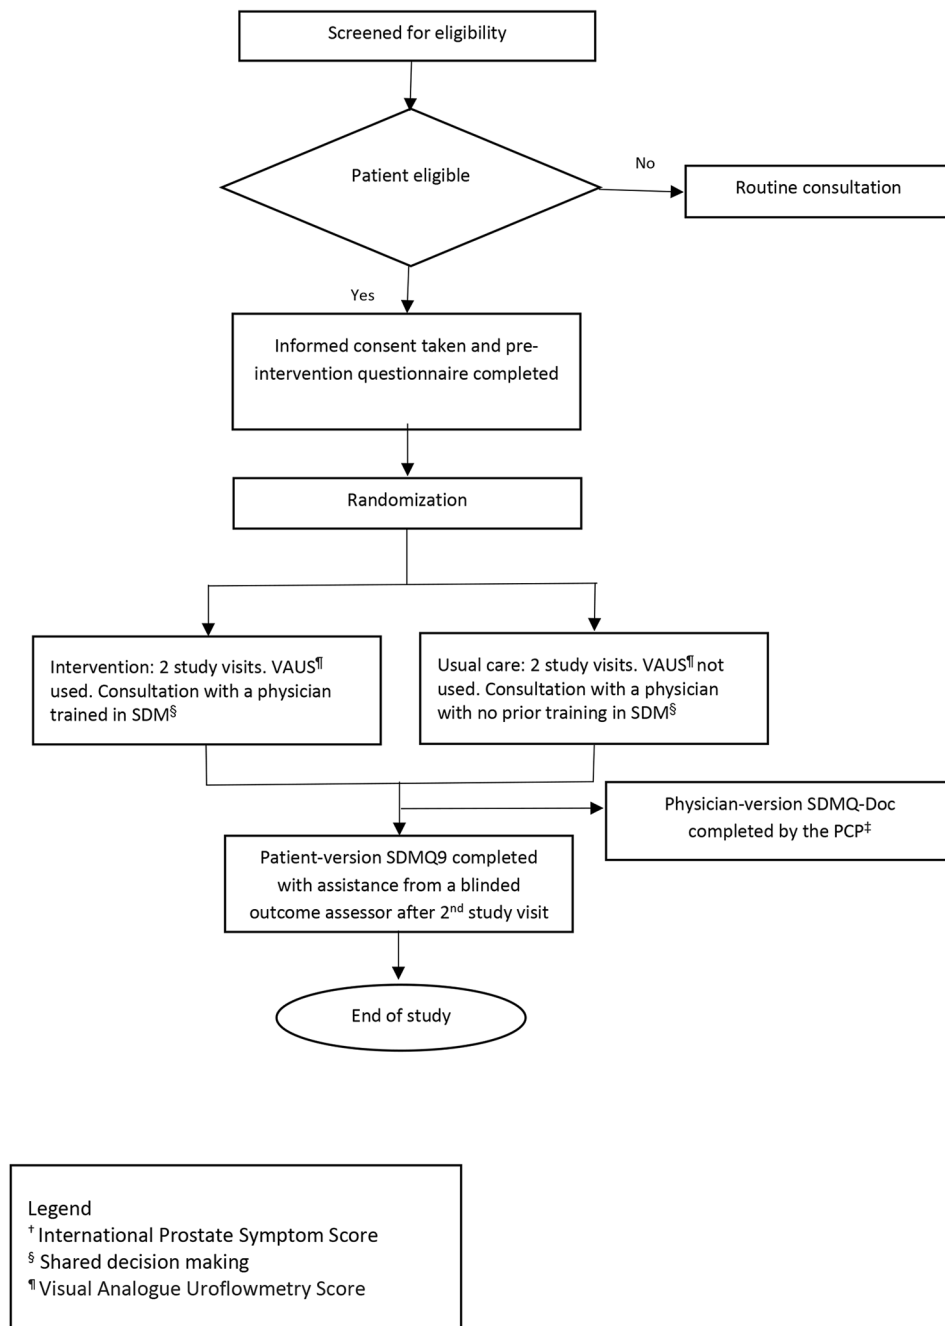 Screened for eligibility
Patient eligible
No
Routine consultation
Yes
Informed consent taken and pre-
intervention questionnaire completed
Randomization
Intervention: 2 study visits. VAUS¶
used. Consultation with a physician
trained in SDM§
Usual care: 2 study visits. VAUS¶ not
used. Consultation with a physician
with no prior training in SDM§
Physician-version SDMQ-Doc
completed by the PCP‡
Patient-version SDMQ9 completed
with assistance from a blinded
outcome assessor after 2nd study visit
End of study
Legend
† International Prostate Symptom Score
§ Shared decision making
¶ Visual Analogue Uroflowmetry Score